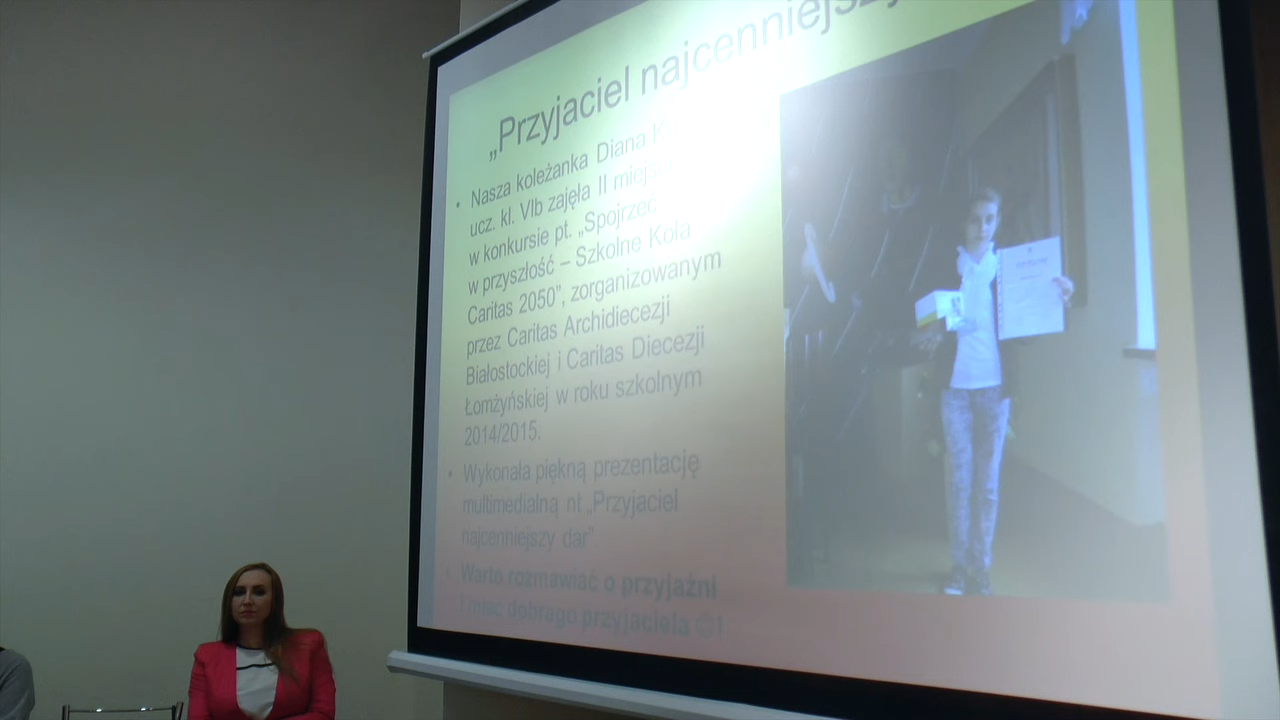 „Przyjaciel najcenniejszy
• Nasza koleżanka Diana K
ucz. kl. VIb zajęła II miejsc
w konkursie pt. „Spojrzeć
w przyszłość – Szkolne Koła
Caritas 2050”, zorganizowanym
przez Caritas Archidiecezji
Białostockiej i Caritas Diecezji
Łomżyńskiej w roku szkolnym
2014/2015.
• Wykonała piękną prezentację
multimedialną nt „Przyjaciel
najcenniejszy dar”
• Warto rozmawiać o przyjaźni
i mieć dobrego przyjaciela ☺!